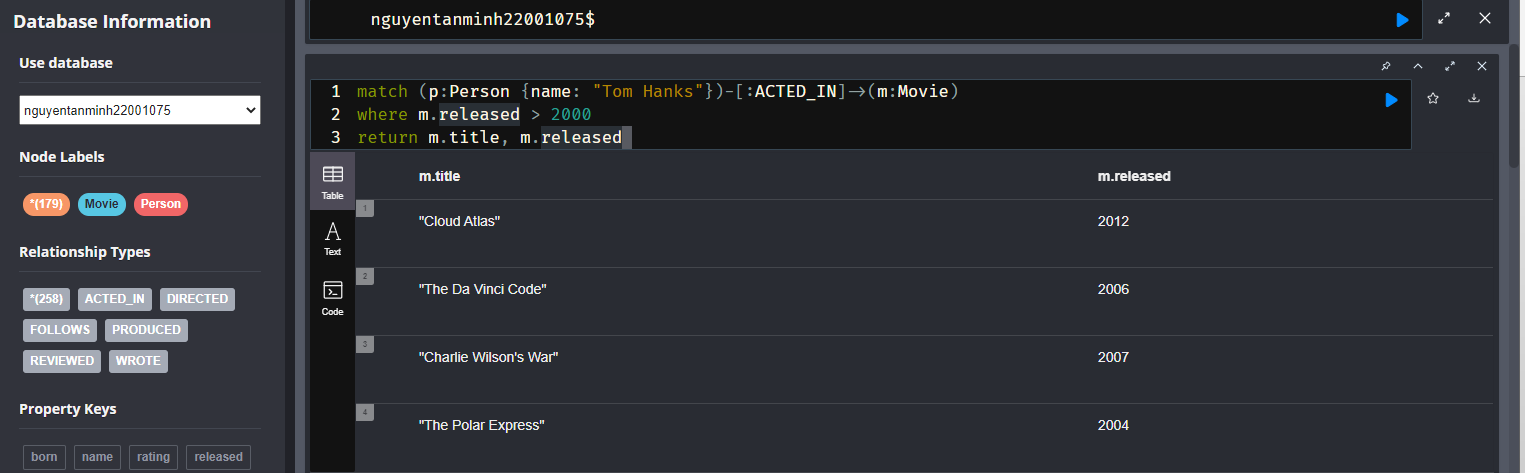 Database Information
Use database
nguyentanminh22001075
Node Labels
*(179) Movie Person
Relationship Types
*(258) ACTED_IN DIRECTED
FOLLOWS PRODUCED
REVIEWED WROTE
Property Keys
born name rating released
nguyentanminh22001075$
1 match (p:Person {name: "Tom Hanks"})-[:ACTED_IN]->(m:Movie)
2 where m.released > 2000
3 return m.title, m.released
Table
Text
Code
m.title m.released
1 "Cloud Atlas" 2012
2 "The Da Vinci Code" 2006
3 "Charlie Wilson's War" 2007
4 "The Polar Express" 2004